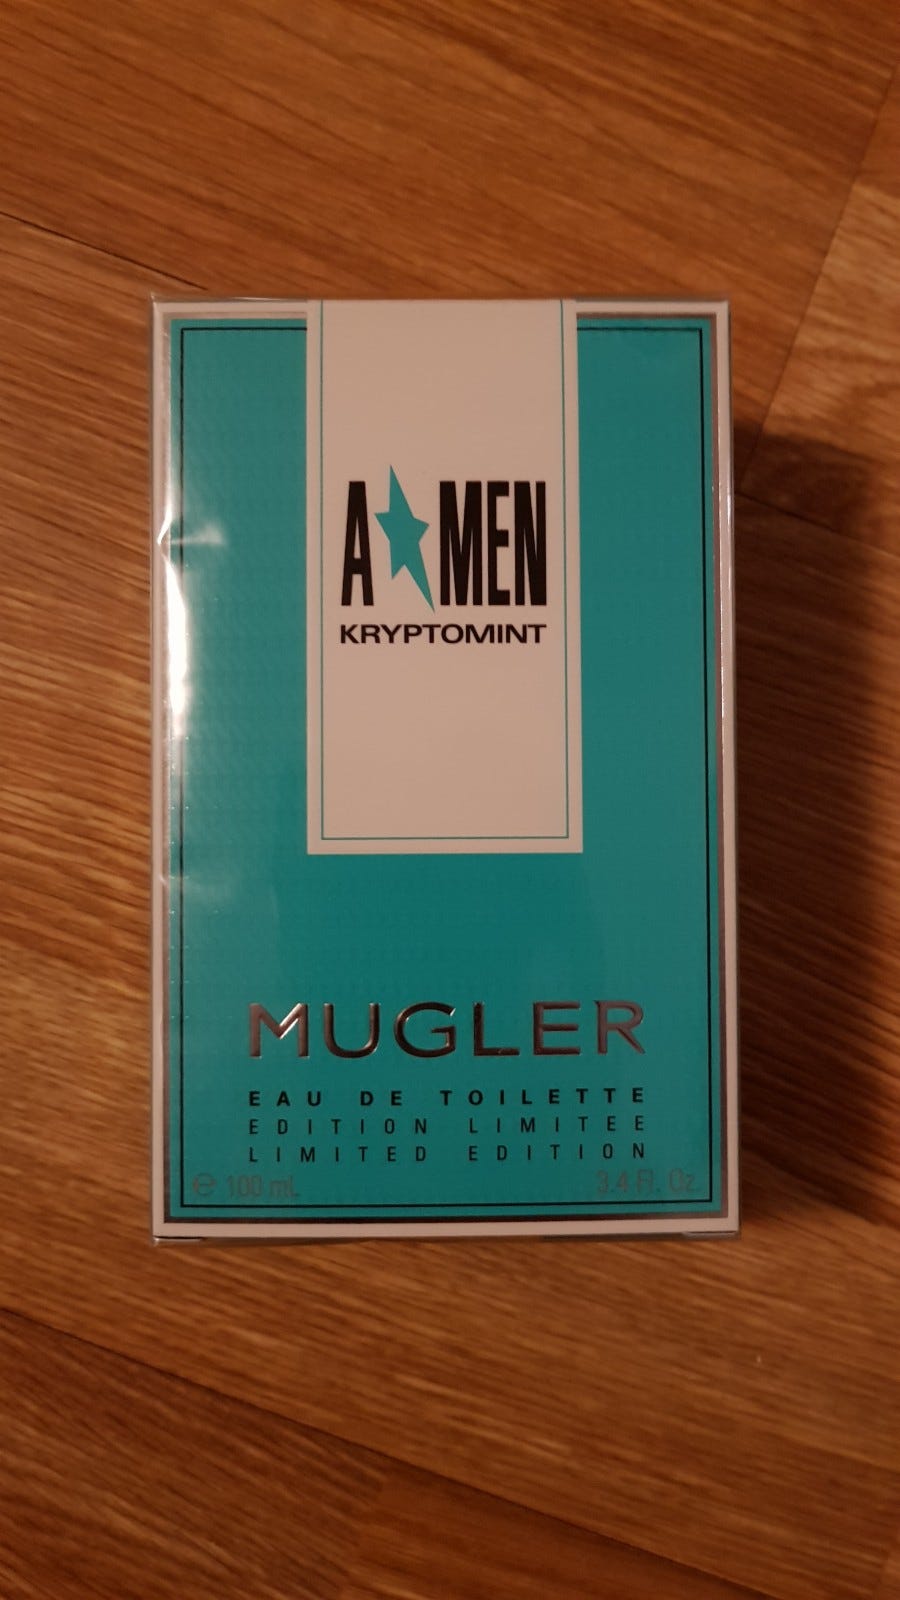 A MEN
KRYPTOMINT
MUGLER
EAU DE TOILETTE
EDITION LIMITEE
LIMITED EDITION
℮ 100 mL 3.4 Fl. Oz.